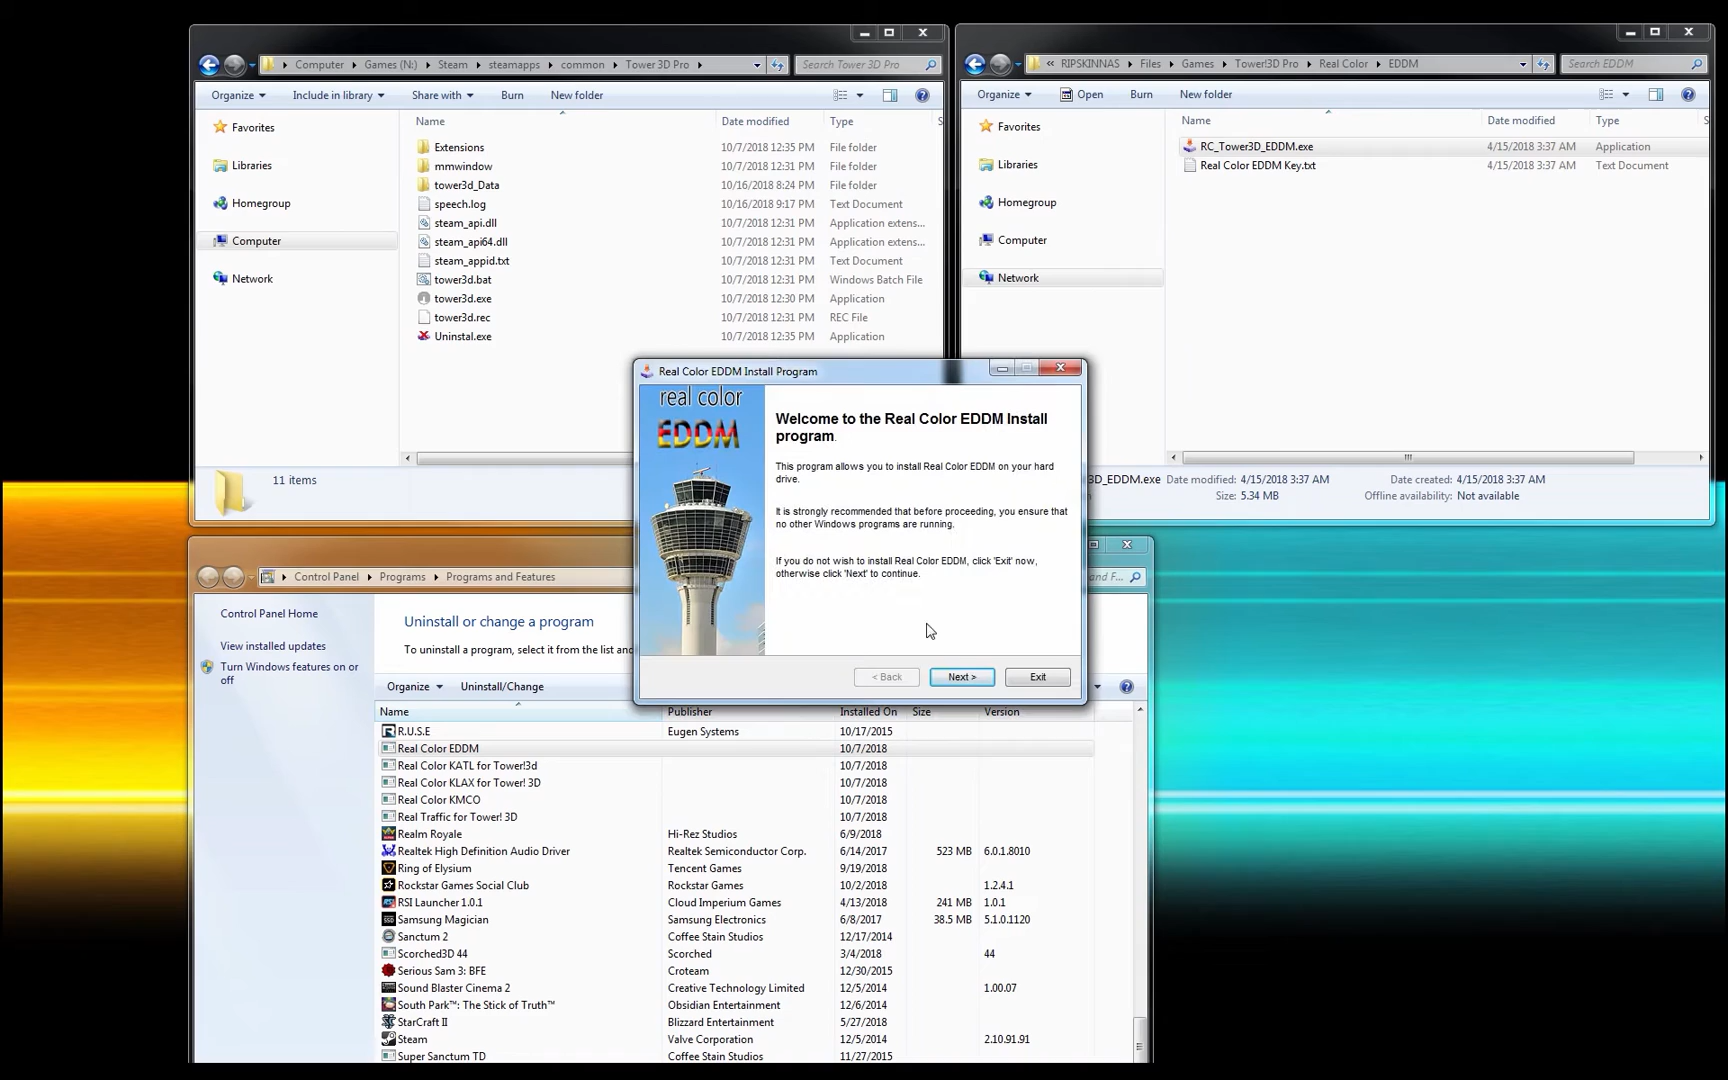 Computer Games (N:) Steam steamapps common Tower 3D Pro Search Tower 3D Pro
Organize Include in library Share with Burn New folder
Favorites
Libraries
Homegroup
Computer
Network
Name Date modified Type S
Extensions 10/7/2018 12:35 PM File folder
mmwindow 10/7/2018 12:35 PM File folder
tower3d_Data 10/16/2018 8:24 PM File folder
speech.log 10/16/2018 9:17 PM Text Document
steam_api.dll 10/7/2018 12:31 PM Application extens...
steam_api64.dll 10/7/2018 12:31 PM Application extens...
steam_appid.txt 10/7/2018 12:31 PM Text Document
tower3d.bat 10/7/2018 12:31 PM Windows Batch File
tower3d.exe 10/7/2018 12:30 PM Application
tower3d.rec 10/7/2018 12:31 PM REC File
Uninstal.exe 10/7/2018 12:35 PM Application
11 items
« RIPSKINNAS Files Games Tower!3D Pro Real Color EDDM Search EDDM
Organize Open Burn New folder
Favorites
Libraries
Homegroup
Computer
Network
Name Date modified Type S
RC_Tower3D_EDDM.exe 4/15/2018 3:37 AM Application
Real Color EDDM Key.txt 4/15/2018 3:37 AM Text Document
3D_EDDM.exe Date modified: 4/15/2018 3:37 AM Date created: 4/15/2018 3:37 AM
Size: 5.34 MB Offline availability: Not available
Real Color EDDM Install Program
real color
EDDM
Welcome to the Real Color EDDM Install
program.
This program allows you to install Real Color EDDM on your hard
drive.
It is strongly recommended that before proceeding, you ensure that
no other Windows programs are running.
If you do not wish to install Real Color EDDM, click 'Exit' now,
otherwise click 'Next' to continue.
< Back Next > Exit
Control Panel Programs Programs and Features and F...
Control Panel Home
View installed updates
Turn Windows features on or
off
Uninstall or change a program
To uninstall a program, select it from the list and
Organize Uninstall/Change
Name Publisher Installed On Size Version
R.U.S.E Eugen Systems 10/17/2015
Real Color EDDM 10/7/2018
Real Color KATL for Tower!3d 10/7/2018
Real Color KLAX for Tower! 3D 10/7/2018
Real Color KMCO 10/7/2018
Real Traffic for Tower! 3D 10/7/2018
Realm Royale Hi-Rez Studios 6/9/2018
Realtek High Definition Audio Driver Realtek Semiconductor Corp. 6/14/2017 523 MB 6.0.1.8010
Ring of Elysium Tencent Games 9/19/2018
Rockstar Games Social Club Rockstar Games 10/2/2018 1.2.4.1
RSI Launcher 1.0.1 Cloud Imperium Games 4/13/2018 241 MB 1.0.1
Samsung Magician Samsung Electronics 6/8/2017 38.5 MB 5.1.0.1120
Sanctum 2 Coffee Stain Studios 12/17/2014
Scorched3D 44 Scorched 3/4/2018 44
Serious Sam 3: BFE Croteam 12/30/2015
Sound Blaster Cinema 2 Creative Technology Limited 12/5/2014 1.00.07
South Park™: The Stick of Truth™ Obsidian Entertainment 12/6/2014
StarCraft II Blizzard Entertainment 5/27/2018
Steam Valve Corporation 12/5/2014 2.10.91.91
Super Sanctum TD Coffee Stain Studios 11/27/2015